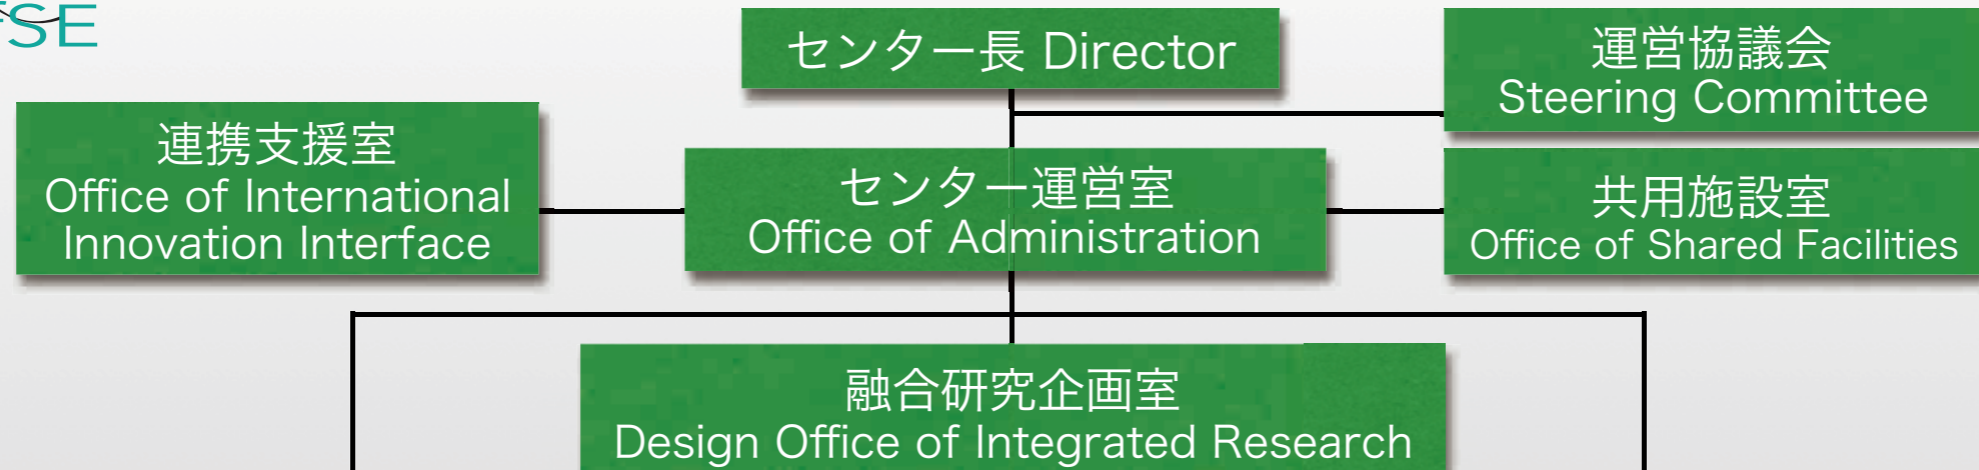 センター長 Director
運営協議会
Steering Committee
連携支援室
Office of International
Innovation Interface
センター運営室
Office of Administration
共用施設室
Office of Shared Facilities
融合研究企画室
Design Office of Integrated Research